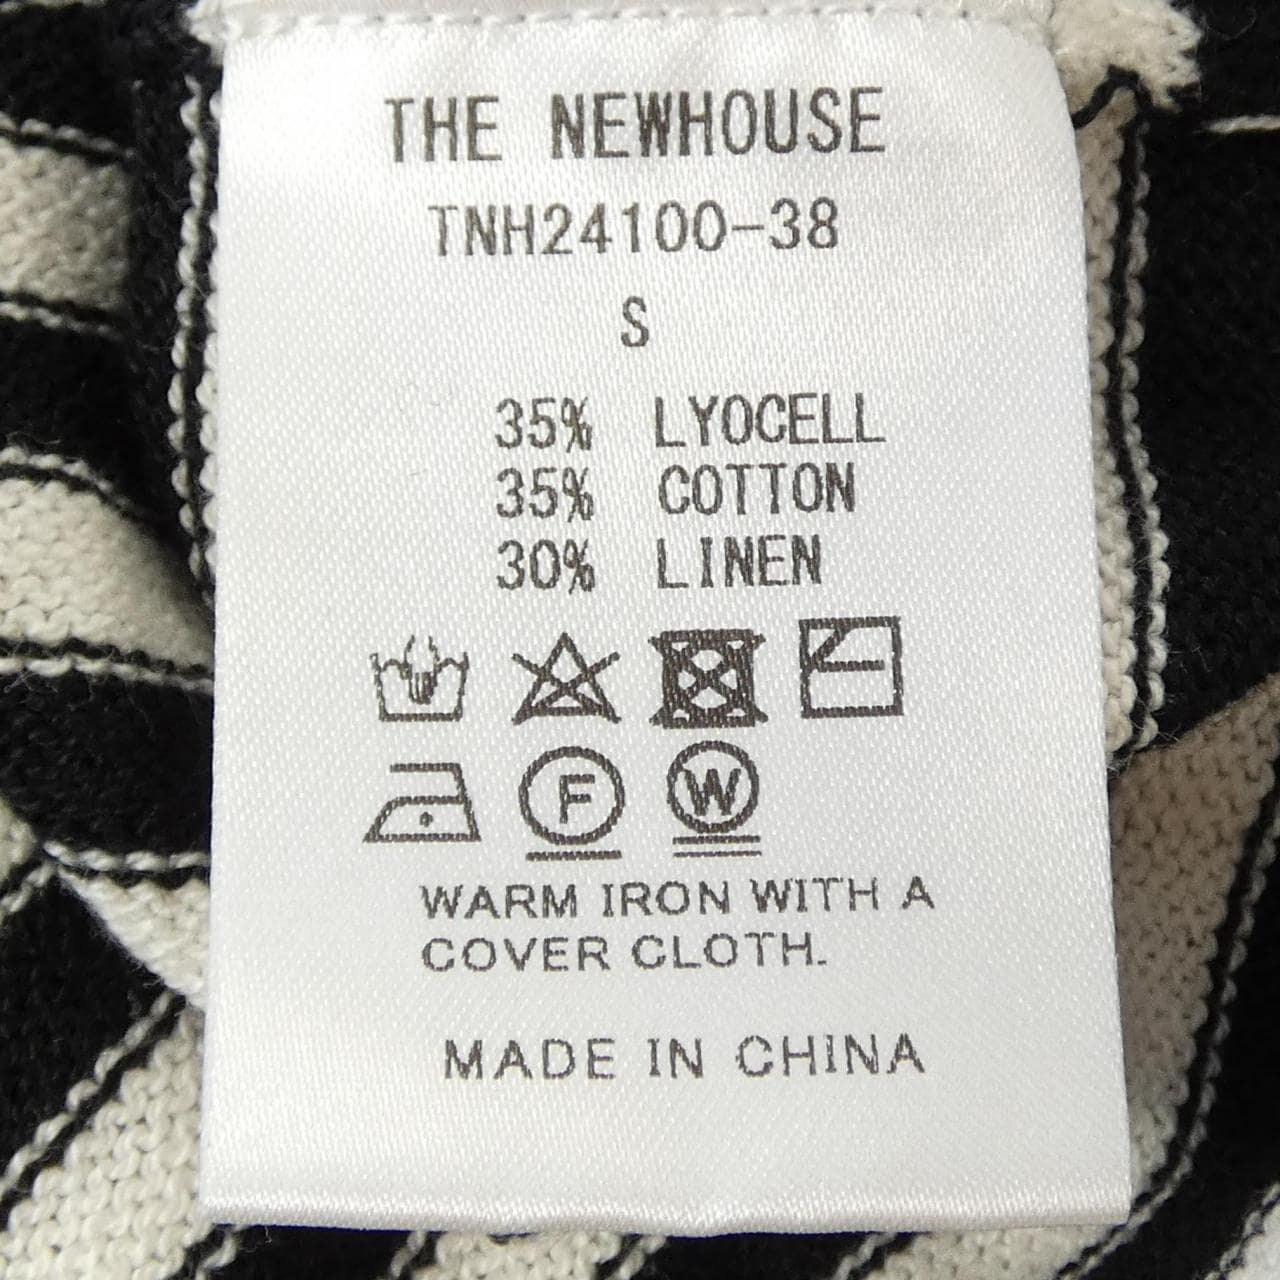 THE NEWHOUSE
TNH24100-38
S
35% LYOCELL
35% COTTON
30% LINEN
F W
WARM IRON WITH A
COVER CLOTH.
MADE IN CHINA